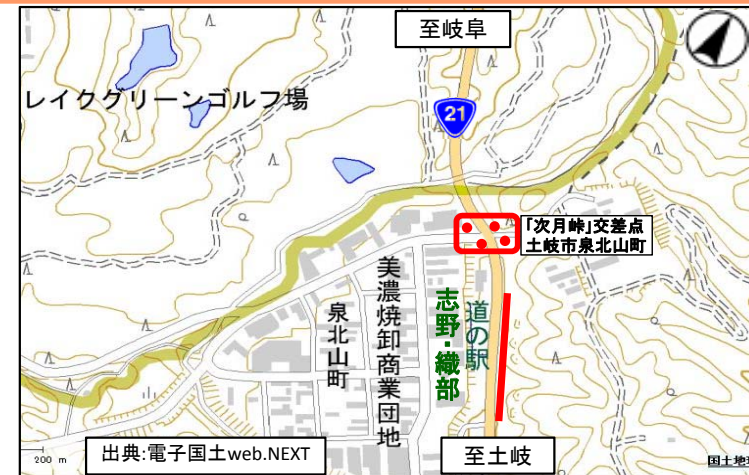 至岐阜
レイクグリーンゴルフ場
21
「次月峠」交差点
土岐市泉北山町
美濃焼卸商業団地
泉北山町
志野・織部
道の駅
200 m
出典:電子国土web.NEXT
至土岐
国土地